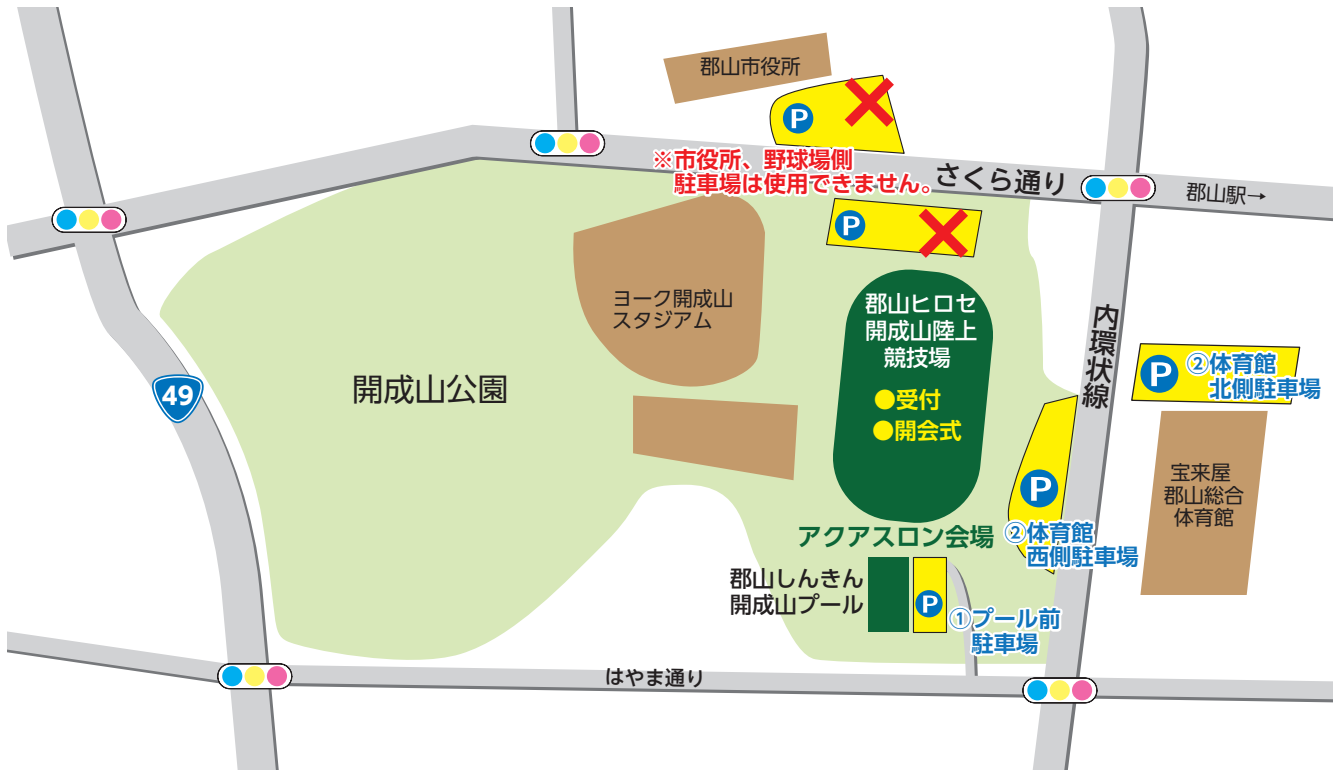 郡山市役所
P
※市役所、野球場側
駐車場は使用できません。
さくら通り
郡山駅→
P
ヨーク開成山
スタジアム
郡山ヒロセ
開成山陸上
競技場
●受付
●開会式
内環状線
P
②体育館
北側駐車場
49
開成山公園
P
②体育館
西側駐車場
宝来屋
郡山総合
体育館
アクアスロン会場
郡山しんきん
開成山プール
P
①プール前
駐車場
はやま通り